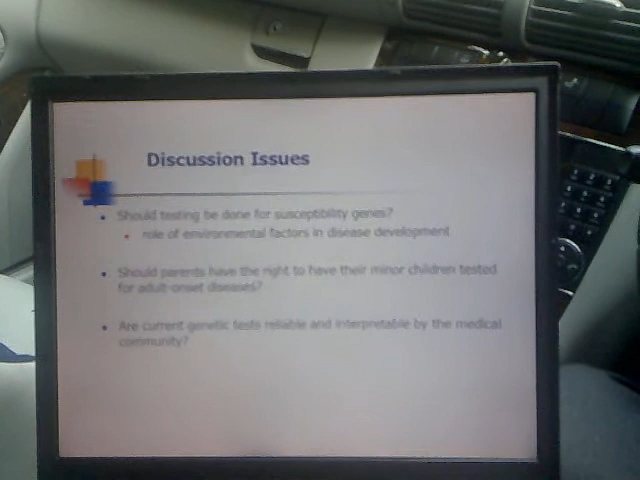 Discussion Issues
• Should testing be done for susceptibility genes?
• role of environmental factors in disease development
• Should parents have the right to have their minor children tested
for adult-onset diseases?
• Are current genetic tests reliable and interpretable by the medical
community?